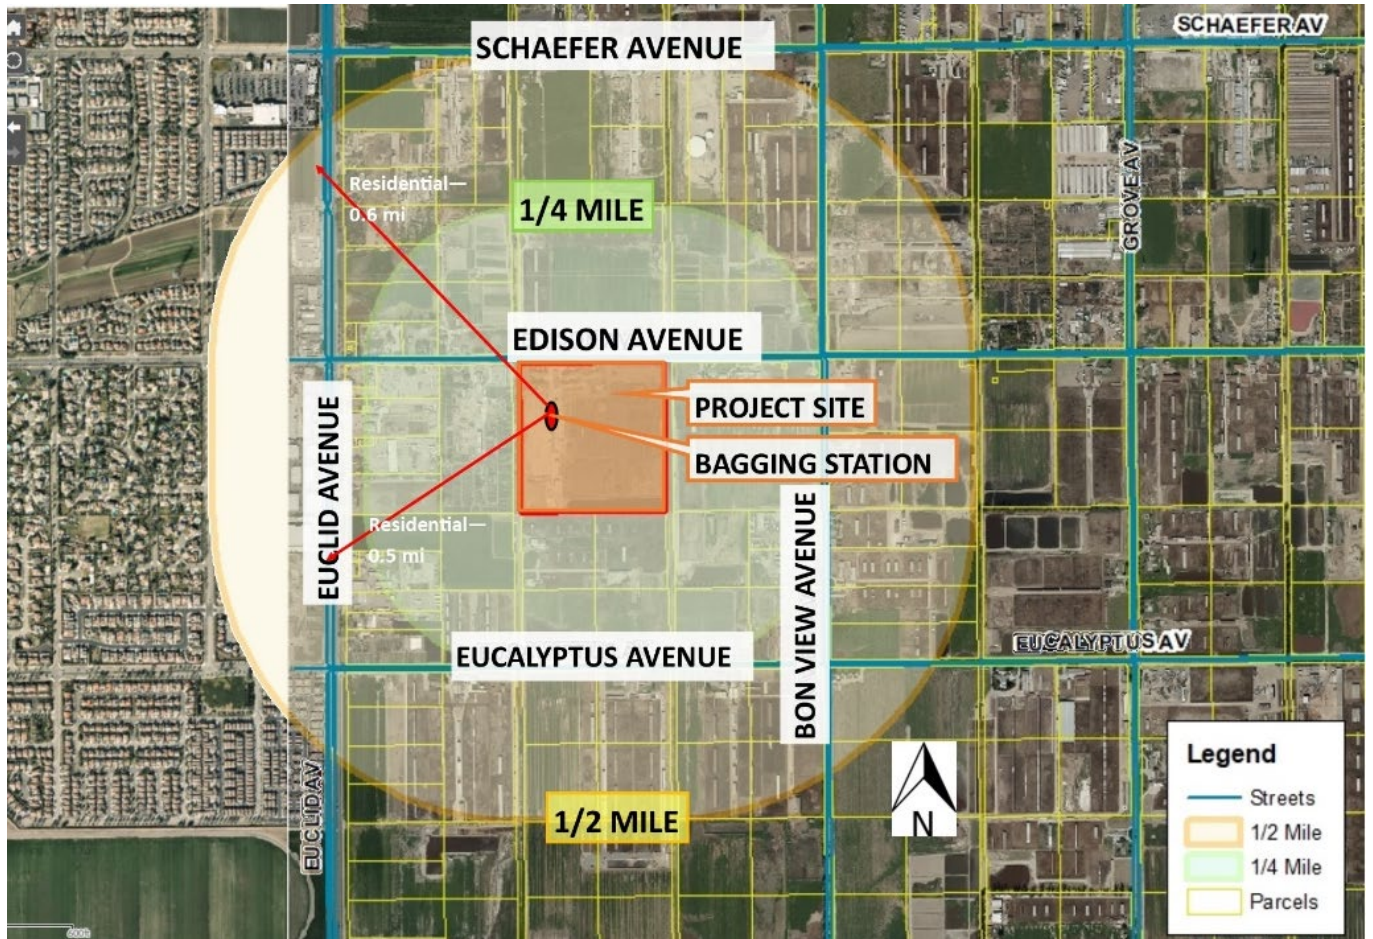 SCHAEFER AVENUE
SCHAEFER AV
Residential—
0.6 mi
1/4 MILE
GROVE AV
EDISON AVENUE
PROJECT SITE
BAGGING STATION
EUCLID AVENUE
Residential—
0.5 mi
BON VIEW AVENUE
EUCALYPTUS AVENUE
EUCALYPTUS AV
EUCLID AV
1/2 MILE
N
Legend
Streets
1/2 Mile
1/4 Mile
Parcels
600ft